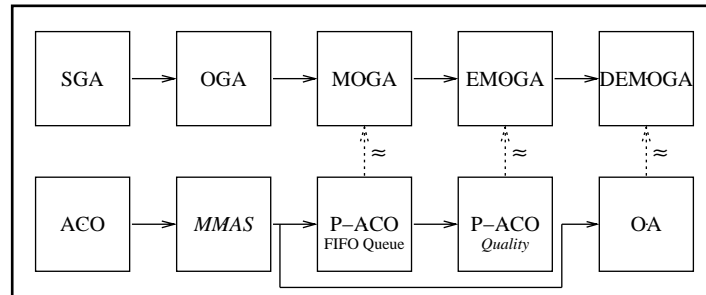 SGA
OGA
MOGA
EMOGA
DEMOGA
≈
≈
≈
ACO
MMAS
P−ACO
FIFO Queue
P−ACO
Quality
OA